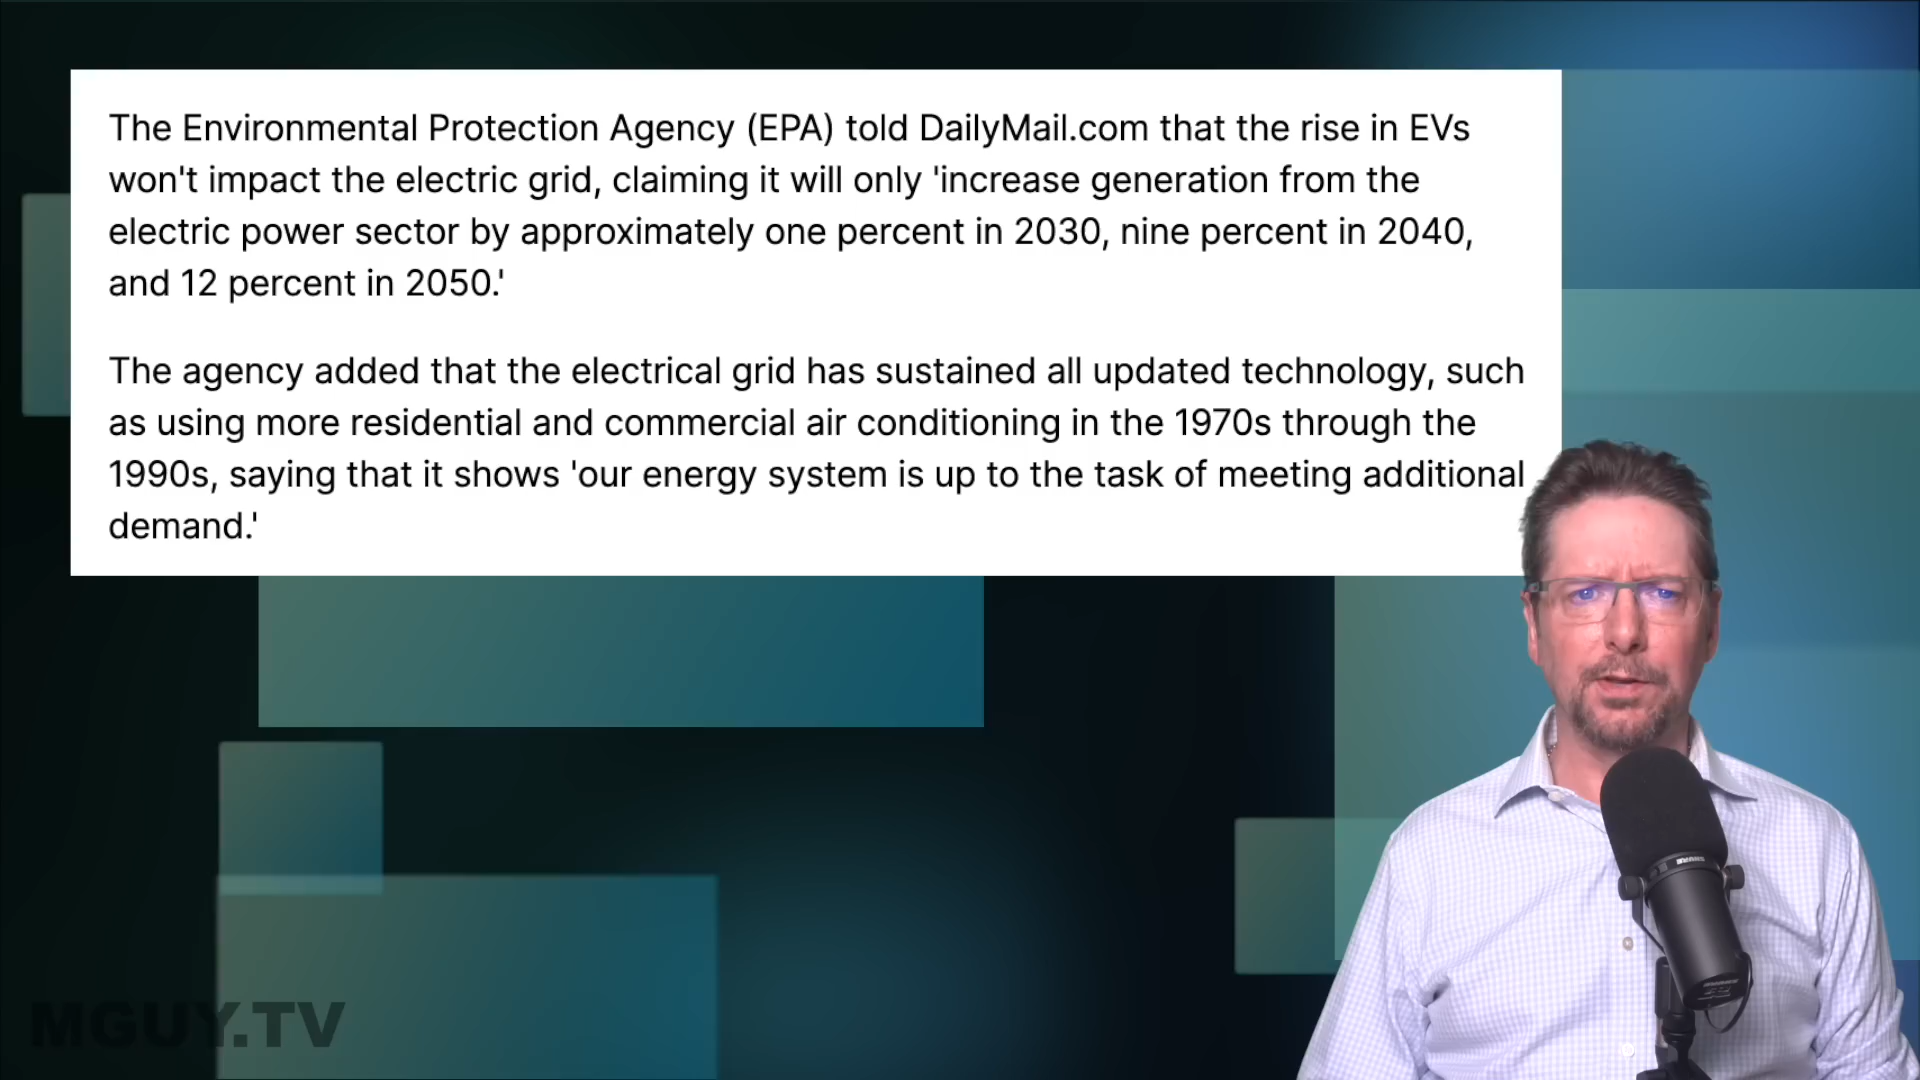 The Environmental Protection Agency (EPA) told DailyMail.com that the rise in EVs
won't impact the electric grid, claiming it will only 'increase generation from the
electric power sector by approximately one percent in 2030, nine percent in 2040,
and 12 percent in 2050.'
The agency added that the electrical grid has sustained all updated technology, such
as using more residential and commercial air conditioning in the 1970s through the
1990s, saying that it shows 'our energy system is up to the task of meeting additional
demand.'
SHURE
MGUY.TV